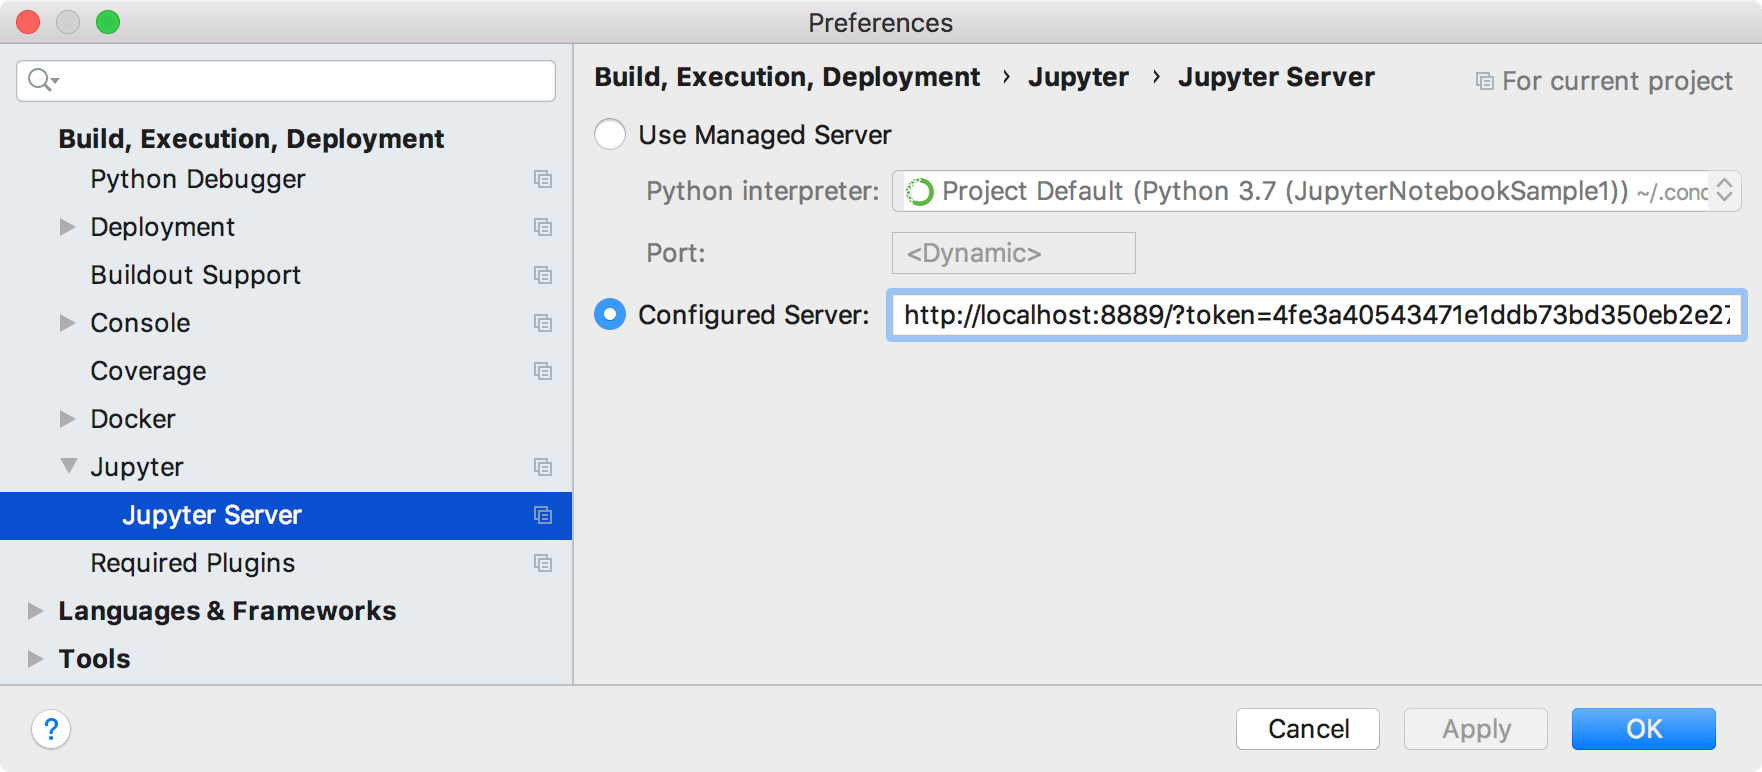 Preferences
Build, Execution, Deployment
Python Debugger
Deployment
Buildout Support
Console
Coverage
Docker
Jupyter
Jupyter Server
Required Plugins
Languages & Frameworks
Tools
Build, Execution, Deployment › Jupyter › Jupyter Server
For current project
Use Managed Server
Python interpreter: Project Default (Python 3.7 (JupyterNotebookSample1)) ~/.conc
Port: <Dynamic>
Configured Server: http://localhost:8889/?token=4fe3a40543471e1ddb73bd350eb2e27
?
Cancel
Apply
OK